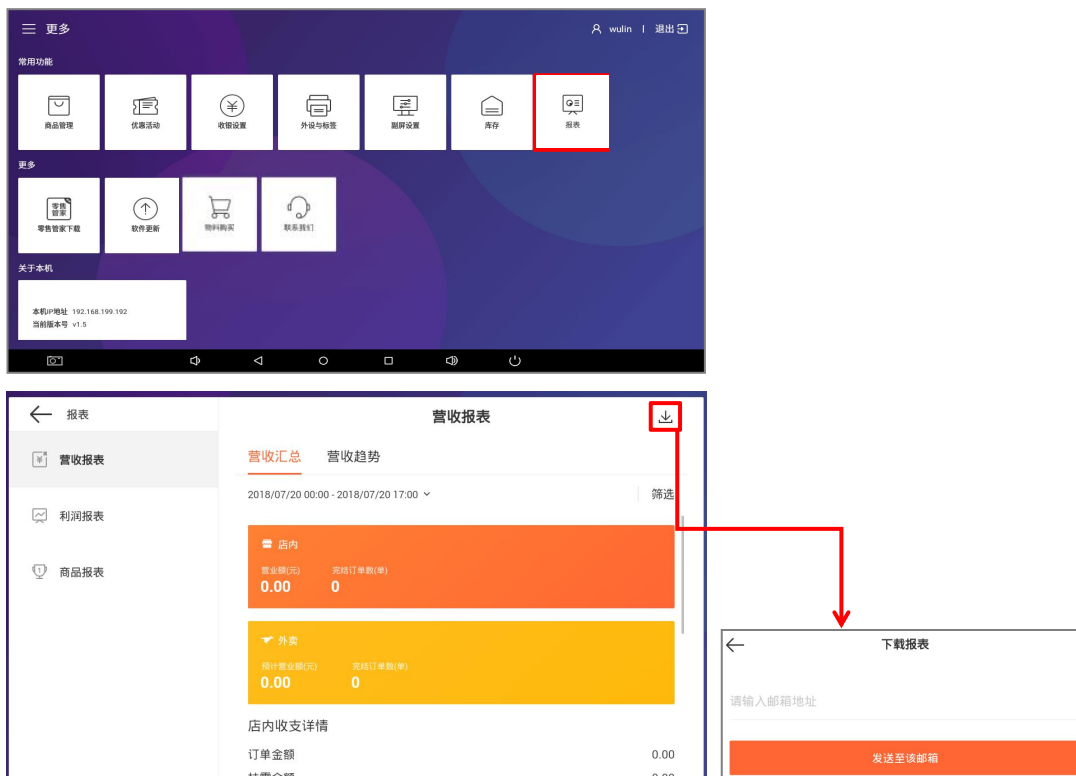 更多
wulin | 退出
常用功能
商品管理 优惠活动 收银设置 外设与标签 副屏设置 库存 报表
更多
零售管家
零售管家下载 软件更新 物料购买 联系我们
关于本机
本机IP地址 192.168.199.192
当前版本号 v1.5
报表
营收报表
营收报表
利润报表
商品报表
营收汇总 营收趋势
2018/07/20 00:00 - 2018/07/20 17:00
筛选
店内
营业额(元) 完结订单数(单)
0.00 0
外卖
预计营业额(元) 完结订单数(单)
0.00 0
店内收支详情
订单金额 0.00
下载报表
请输入邮箱地址
发送至该邮箱